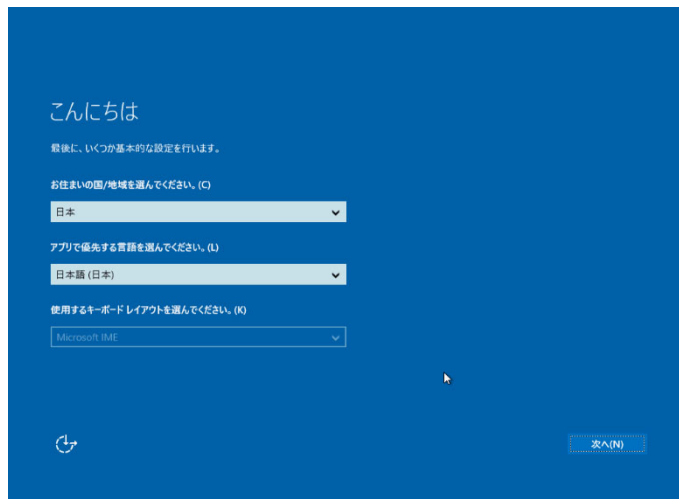 こんにちは
最後に、いくつか基本的な設定を行います。
お住まいの国/地域を選んでください。(C)
日本
アプリで優先する言語を選んでください。(L)
日本語 (日本)
使用するキーボード レイアウトを選んでください。(K)
Microsoft IME
次へ(N)